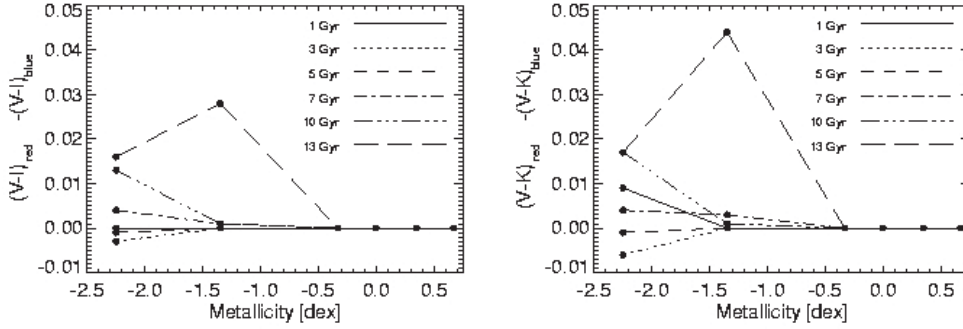 0.05
0.04
0.03
0.02
0.01
0.00
-0.01
(V-I)red -(V-I)blue
1 Gyr
3 Gyr
5 Gyr
7 Gyr
10 Gyr
13 Gyr
-2.5 -2.0 -1.5 -1.0 -0.5 0.0 0.5
Metallicity [dex]
0.05
0.04
0.03
0.02
0.01
0.00
-0.01
(V-K)red -(V-K)blue
1 Gyr
3 Gyr
5 Gyr
7 Gyr
10 Gyr
13 Gyr
-2.5 -2.0 -1.5 -1.0 -0.5 0.0 0.5
Metallicity [dex]